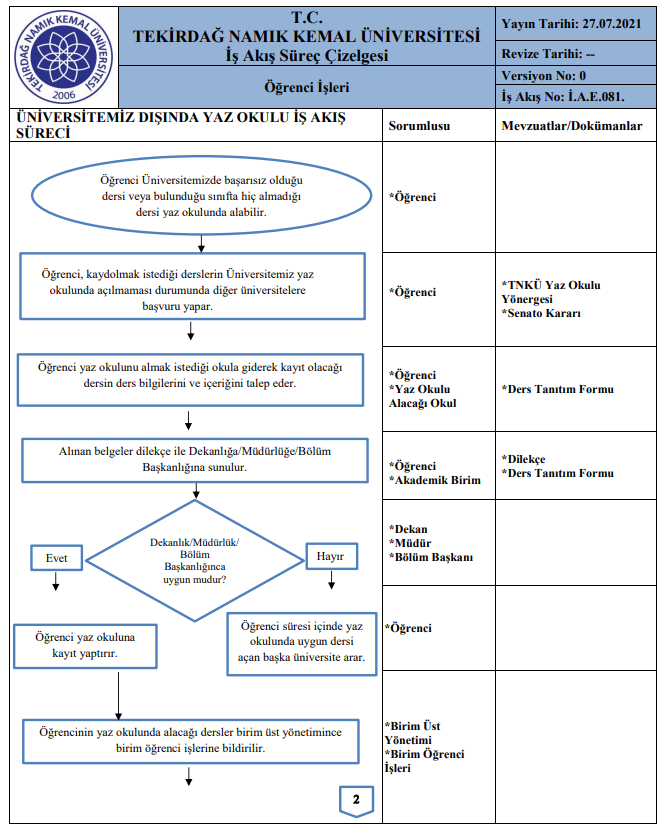 TEKİRDAĞ NAMIK KEMAL ÜNİVERSİTESİ
2006
T.C.
TEKİRDAĞ NAMIK KEMAL ÜNİVERSİTESİ
İş Akış Süreç Çizelgesi
Öğrenci İşleri
Yayın Tarihi: 27.07.2021
Revize Tarihi: --
Versiyon No: 0
İş Akış No: İ.A.E.081.
ÜNİVERSİTEMİZ DIŞINDA YAZ OKULU İŞ AKIŞ
SÜRECİ
Sorumlusu
Mevzuatlar/Dokümanlar
Öğrenci Üniversitemizde başarısız olduğu
dersi veya bulunduğu sınıfta hiç almadığı
dersi yaz okulunda alabilir.
*Öğrenci
Öğrenci, kaydolmak istediği derslerin Üniversitemiz yaz
okulunda açılmaması durumunda diğer üniversitelere
başvuru yapar.
*Öğrenci
*TNKÜ Yaz Okulu
Yönergesi
*Senato Kararı
Öğrenci yaz okulunu almak istediği okula giderek kayıt olacağı
dersin ders bilgilerini ve içeriğini talep eder.
*Öğrenci
*Yaz Okulu
Alacağı Okul
*Ders Tanıtım Formu
Alınan belgeler dilekçe ile Dekanlığa/Müdürlüğe/Bölüm
Başkanlığına sunulur.
*Öğrenci
*Akademik Birim
*Dilekçe
*Ders Tanıtım Formu
Dekanlık/Müdürlük/
Bölüm
Başkanlığınca
uygun mudur?
Evet
Hayır
*Dekan
*Müdür
*Bölüm Başkanı
Öğrenci yaz okuluna
kayıt yaptırır.
Öğrenci süresi içinde yaz
okulunda uygun dersi
açan başka üniversite arar.
*Öğrenci
Öğrencinin yaz okulunda alacağı dersler birim üst yönetimince
birim öğrenci işlerine bildirilir.
*Birim Üst
Yönetimi
*Birim Öğrenci
İşleri
2